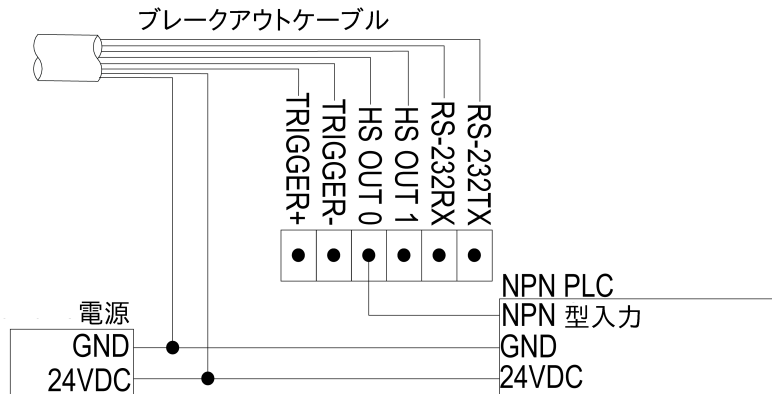 ブレークアウトケーブル
TRIGGER+
TRIGGER-
HS OUT 0
HS OUT 1
RS-232RX
RS-232TX
NPN PLC
NPN 型入力
電源
GND
GND
24VDC
24VDC